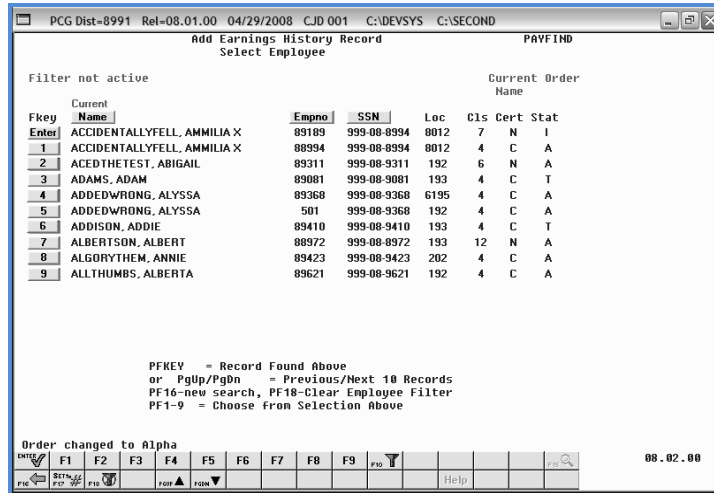 PCG Dist=8991 Rel=08.01.00 04/29/2008 CJD 001 C:\DEVSYS C:\SECOND
Add Earnings History Record PAYFIND
Select Employee
Filter not active Current Order
Name
Current
Fkey Name Empno SSN Loc Cls Cert Stat
Enter ACCIDENTALLYFELL, AMMILIA X 89189 999-08-8994 8012 7 N I
1 ACCIDENTALLYFELL, AMMILIA X 88994 999-08-8994 8012 4 C A
2 ACEDTHETEST, ABIGAIL 89311 999-08-9311 192 6 N A
3 ADAMS, ADAM 89081 999-08-9081 193 4 C T
4 ADDEDWRONG, ALYSSA 89368 999-08-9368 6195 4 C A
5 ADDEDWRONG, ALYSSA 501 999-08-9368 192 4 C A
6 ADDISON, ADDIE 89410 999-08-9410 193 4 C T
7 ALBERTSON, ALBERT 88972 999-08-8972 193 12 N A
8 ALGORYTHEM, ANNIE 89423 999-08-9423 202 4 C A
9 ALLTHUMBS, ALBERTA 89621 999-08-9621 192 4 C A
PFKEY = Record Found Above
or PgUp/PgDn = Previous/Next 10 Records
PF16-new search, PF18-Clear Employee Filter
PF1-9 = Choose from Selection Above
Order changed to Alpha
ENTER F1 F2 F3 F4 F5 F6 F7 F8 F9 F10 F15 08.02.00
F16 F17 F18 PGUP PGDN Help